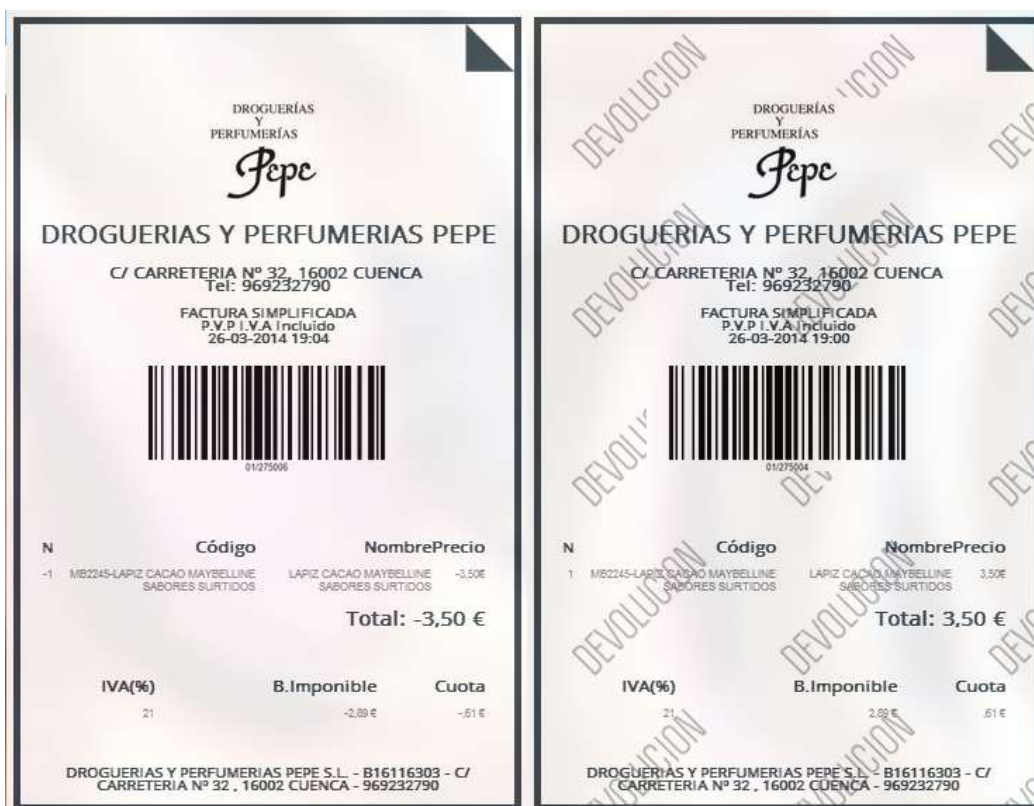 DROGUERÍAS
Y
PERFUMERÍAS
Pepe
DROGUERIAS Y PERFUMERIAS PEPE
C/ CARRETERIA Nº 32, 16002 CUENCA
Tel: 969232790
FACTURA SIMPLIFICADA
P.V.P I.V.A Incluido
26-03-2014 19:04
01/275006
N Código NombrePrecio
-1 MB2245-LAPIZ CACAO MAYBELLINE LAPIZ CACAO MAYBELLINE -3,50€
SABORES SURTIDOS SABORES SURTIDOS
Total: -3,50 €
IVA(%) B.Imponible Cuota
21 -2,89 € -,61 €
DROGUERIAS Y PERFUMERIAS PEPE S.L. - B16116303 - C/
CARRETERIA Nº 32 , 16002 CUENCA - 969232790
DROGUERÍAS
Y
PERFUMERÍAS
Pepe
DROGUERIAS Y PERFUMERIAS PEPE
C/ CARRETERIA Nº 32, 16002 CUENCA
Tel: 969232790
FACTURA SIMPLIFICADA
P.V.P I.V.A Incluido
26-03-2014 19:00
01/275004
N Código NombrePrecio
1 MB2245-LAPIZ CACAO MAYBELLINE LAPIZ CACAO MAYBELLINE 3,50€
SABORES SURTIDOS SABORES SURTIDOS
Total: 3,50 €
IVA(%) B.Imponible Cuota
21 2,89 € ,61 €
DROGUERIAS Y PERFUMERIAS PEPE S.L. - B16116303 - C/
CARRETERIA Nº 32 , 16002 CUENCA - 969232790
DEVOLUCION
DEVOLUCION
DEVOLUCION
DEVOLUCION
DEVOLUCION
DEVOLUCION
DEVOLUCION